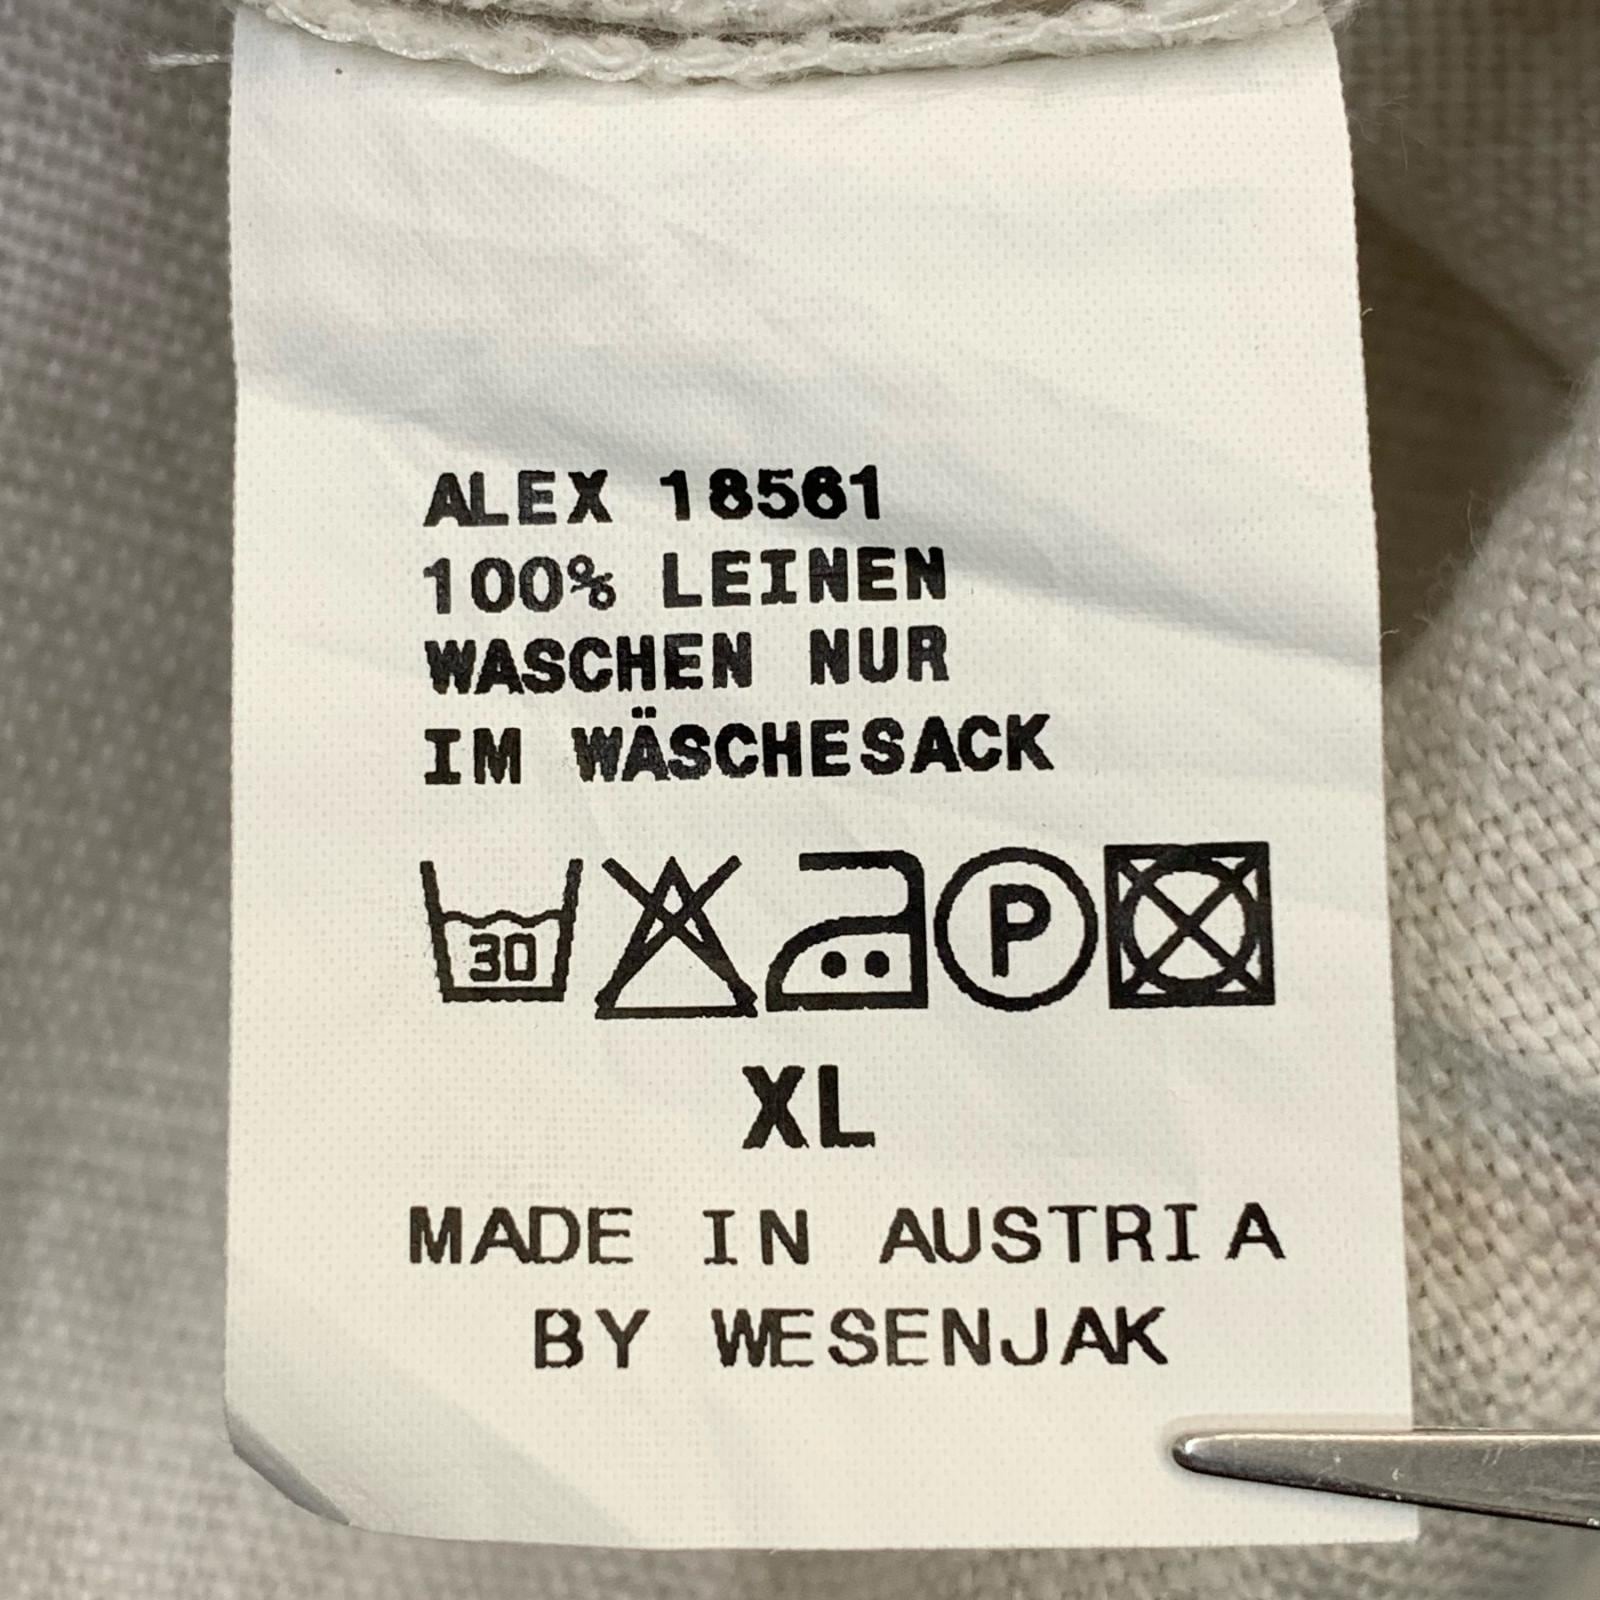 ALEX 18561
100% LEINEN
WASCHEN NUR
IM WÄSCHESACK
30
P
XL
MADE IN AUSTRIA
BY WESENJAK